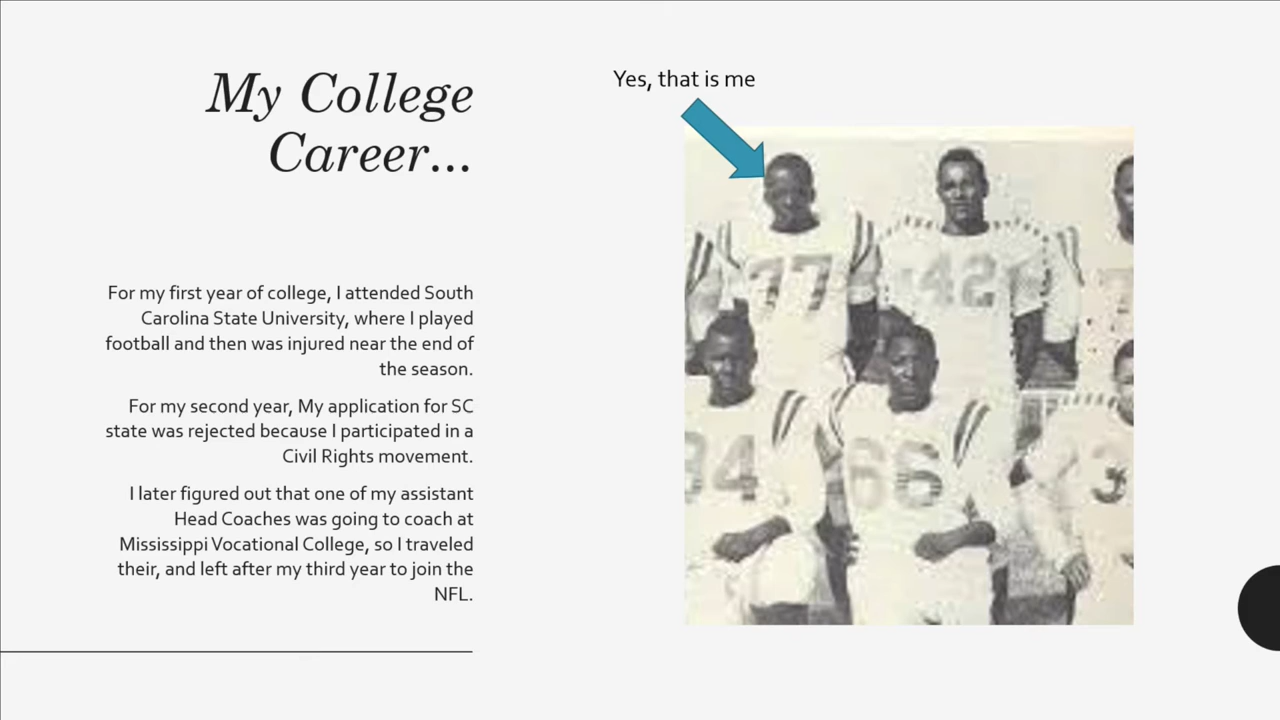 My College
Career...
Yes, that is me
For my first year of college, I attended South
Carolina State University, where I played
football and then was injured near the end of
the season.
For my second year, My application for SC
state was rejected because I participated in a
Civil Rights movement.
I later figured out that one of my assistant
Head Coaches was going to coach at
Mississippi Vocational College, so I traveled
their, and left after my third year to join the
NFL.
77
42
84
66
3